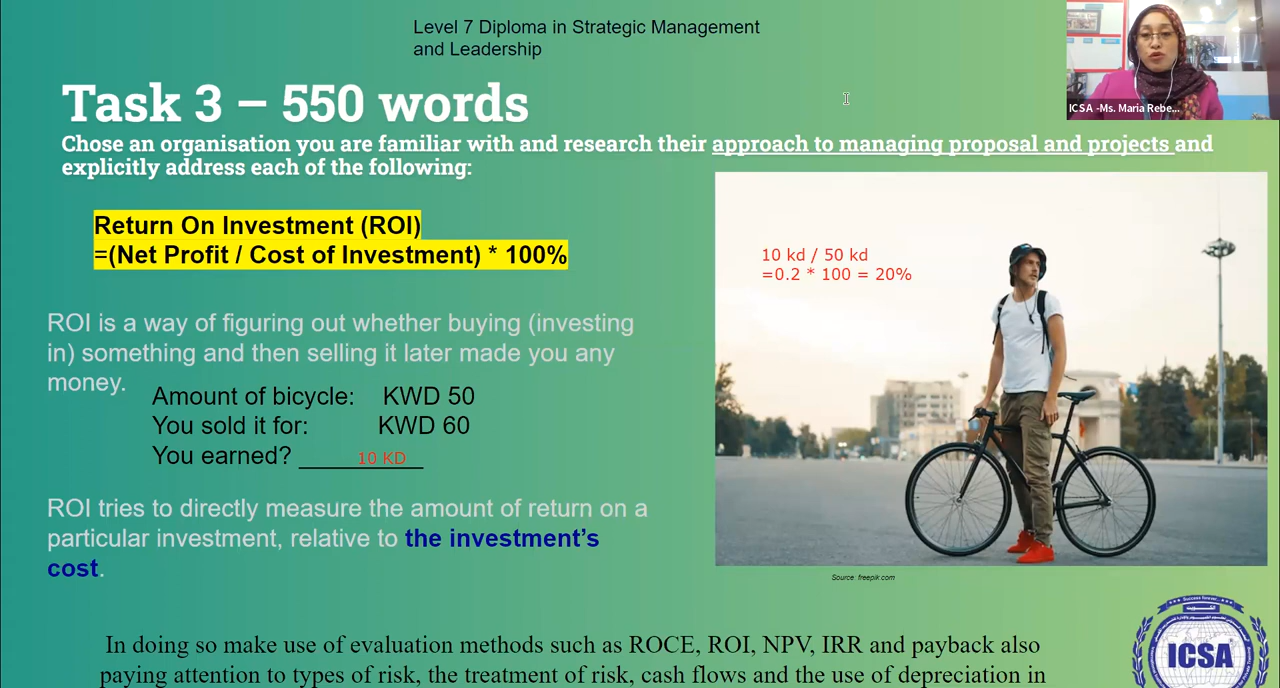 Level 7 Diploma in Strategic Management
and Leadership
ICSA -Ms. Maria Rebe...
Task 3 – 550 words
Chose an organisation you are familiar with and research their approach to managing proposal and projects and
explicitly address each of the following:
Return On Investment (ROI)
=(Net Profit / Cost of Investment) * 100%
10 kd / 50 kd
=0.2 * 100 = 20%
ROI is a way of figuring out whether buying (investing
in) something and then selling it later made you any
money.
Amount of bicycle: KWD 50
You sold it for: KWD 60
You earned? 10 KD
ROI tries to directly measure the amount of return on a
particular investment, relative to the investment’s
cost.
Source: freepik.com
In doing so make use of evaluation methods such as ROCE, ROI, NPV, IRR and payback also
paying attention to types of risk, the treatment of risk, cash flows and the use of depreciation in
Success forever...
ICSA